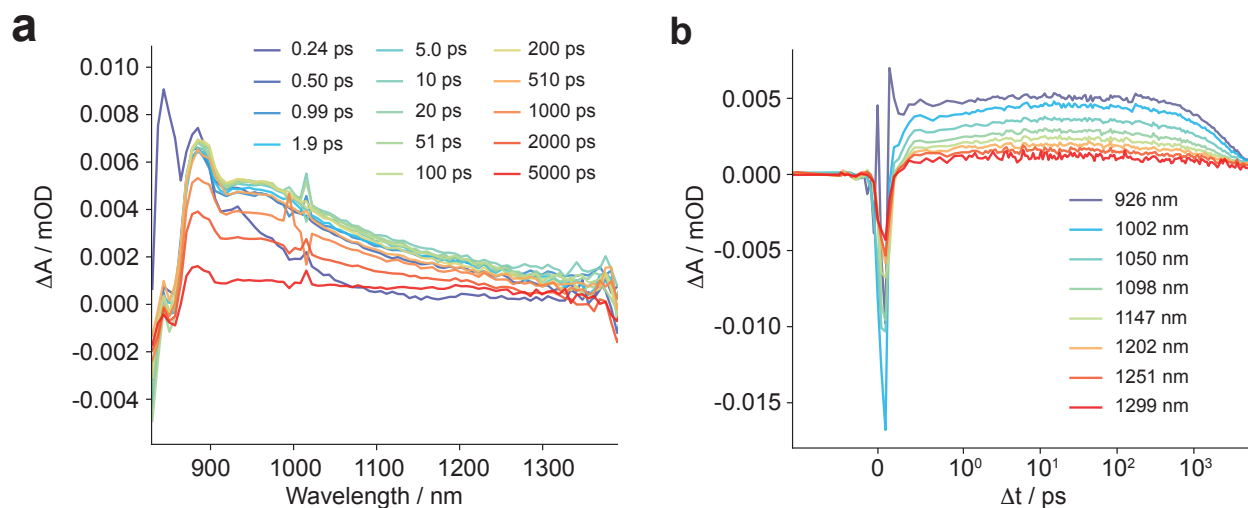 a
0.010
0.008
0.006
0.004
0.002
0.000
-0.002
-0.004
ΔA / mOD
900
1000
1100
1200
1300
Wavelength / nm
0.24 ps
0.50 ps
0.99 ps
1.9 ps
5.0 ps
10 ps
20 ps
51 ps
100 ps
200 ps
510 ps
1000 ps
2000 ps
5000 ps
b
0.005
0.000
-0.005
-0.010
-0.015
ΔA / mOD
0
10⁰
10¹
10²
10³
Δt / ps
926 nm
1002 nm
1050 nm
1098 nm
1147 nm
1202 nm
1251 nm
1299 nm